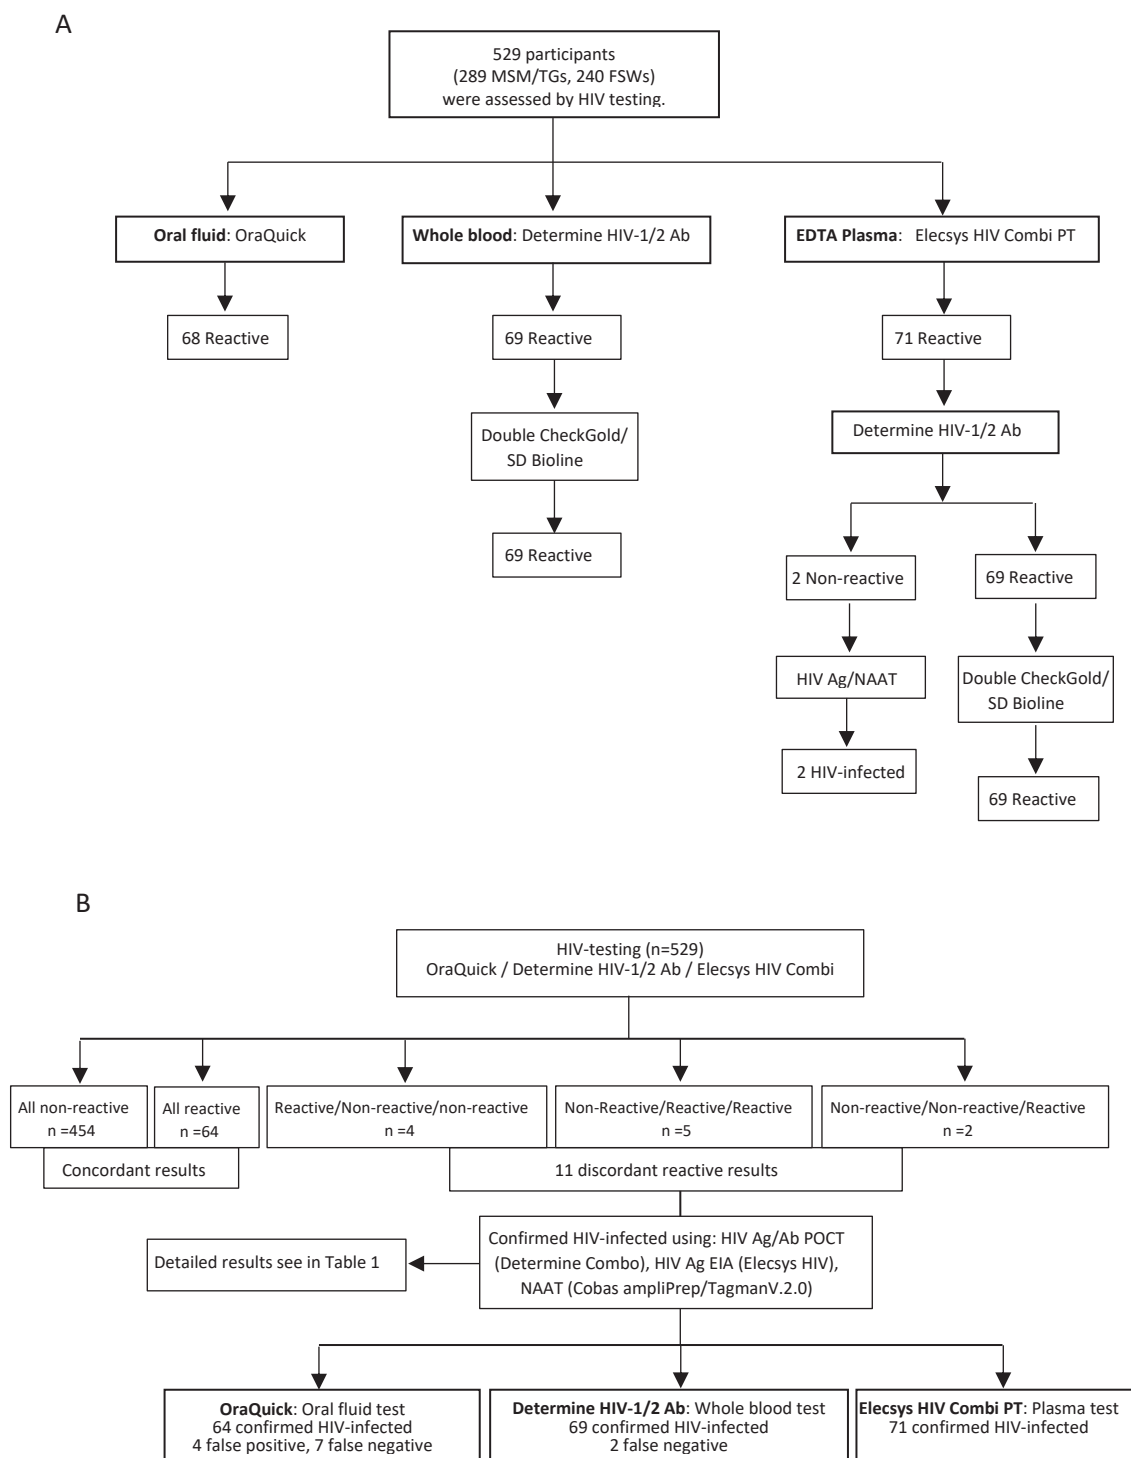 A
529 participants
(289 MSM/TGs, 240 FSWs)
were assessed by HIV testing.
Oral fluid: OraQuick
Whole blood: Determine HIV-1/2 Ab
EDTA Plasma: Elecsys HIV Combi PT
68 Reactive
69 Reactive
71 Reactive
Double CheckGold/
SD Bioline
Determine HIV-1/2 Ab
69 Reactive
2 Non-reactive
69 Reactive
HIV Ag/NAAT
Double CheckGold/
SD Bioline
2 HIV-infected
69 Reactive
B
HIV-testing (n=529)
OraQuick / Determine HIV-1/2 Ab / Elecsys HIV Combi
All non-reactive
n =454
All reactive
n =64
Reactive/Non-reactive/non-reactive
n =4
Non-Reactive/Reactive/Reactive
n =5
Non-reactive/Non-reactive/Reactive
n =2
Concordant results
11 discordant reactive results
Detailed results see in Table 1
Confirmed HIV-infected using: HIV Ag/Ab POCT
(Determine Combo), HIV Ag EIA (Elecsys HIV),
NAAT (Cobas ampliPrep/TagmanV.2.0)
OraQuick: Oral fluid test
64 confirmed HIV-infected
4 false positive, 7 false negative
Determine HIV-1/2 Ab: Whole blood test
69 confirmed HIV-infected
2 false negative
Elecsys HIV Combi PT: Plasma test
71 confirmed HIV-infected